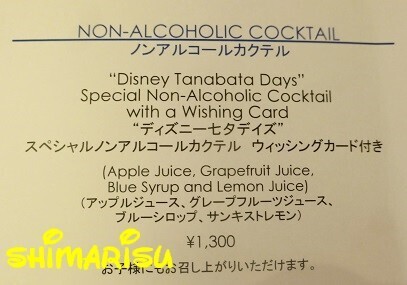 NON-ALCOHOLIC COCKTAIL
ノンアルコールカクテル
“Disney Tanabata Days”
Special Non-Alcoholic Cocktail
with a Wishing Card
“ディズニー七夕デイズ”
スペシャルノンアルコールカクテル ウィッシングカード付き
(Apple Juice, Grapefruit Juice,
Blue Syrup and Lemon Juice)
(アップルジュース、グレープフルーツジュース、
ブルーシロップ、サンキストレモン)
¥1,300
SHIMARISU
お子様にもお召し上がりいただけます。